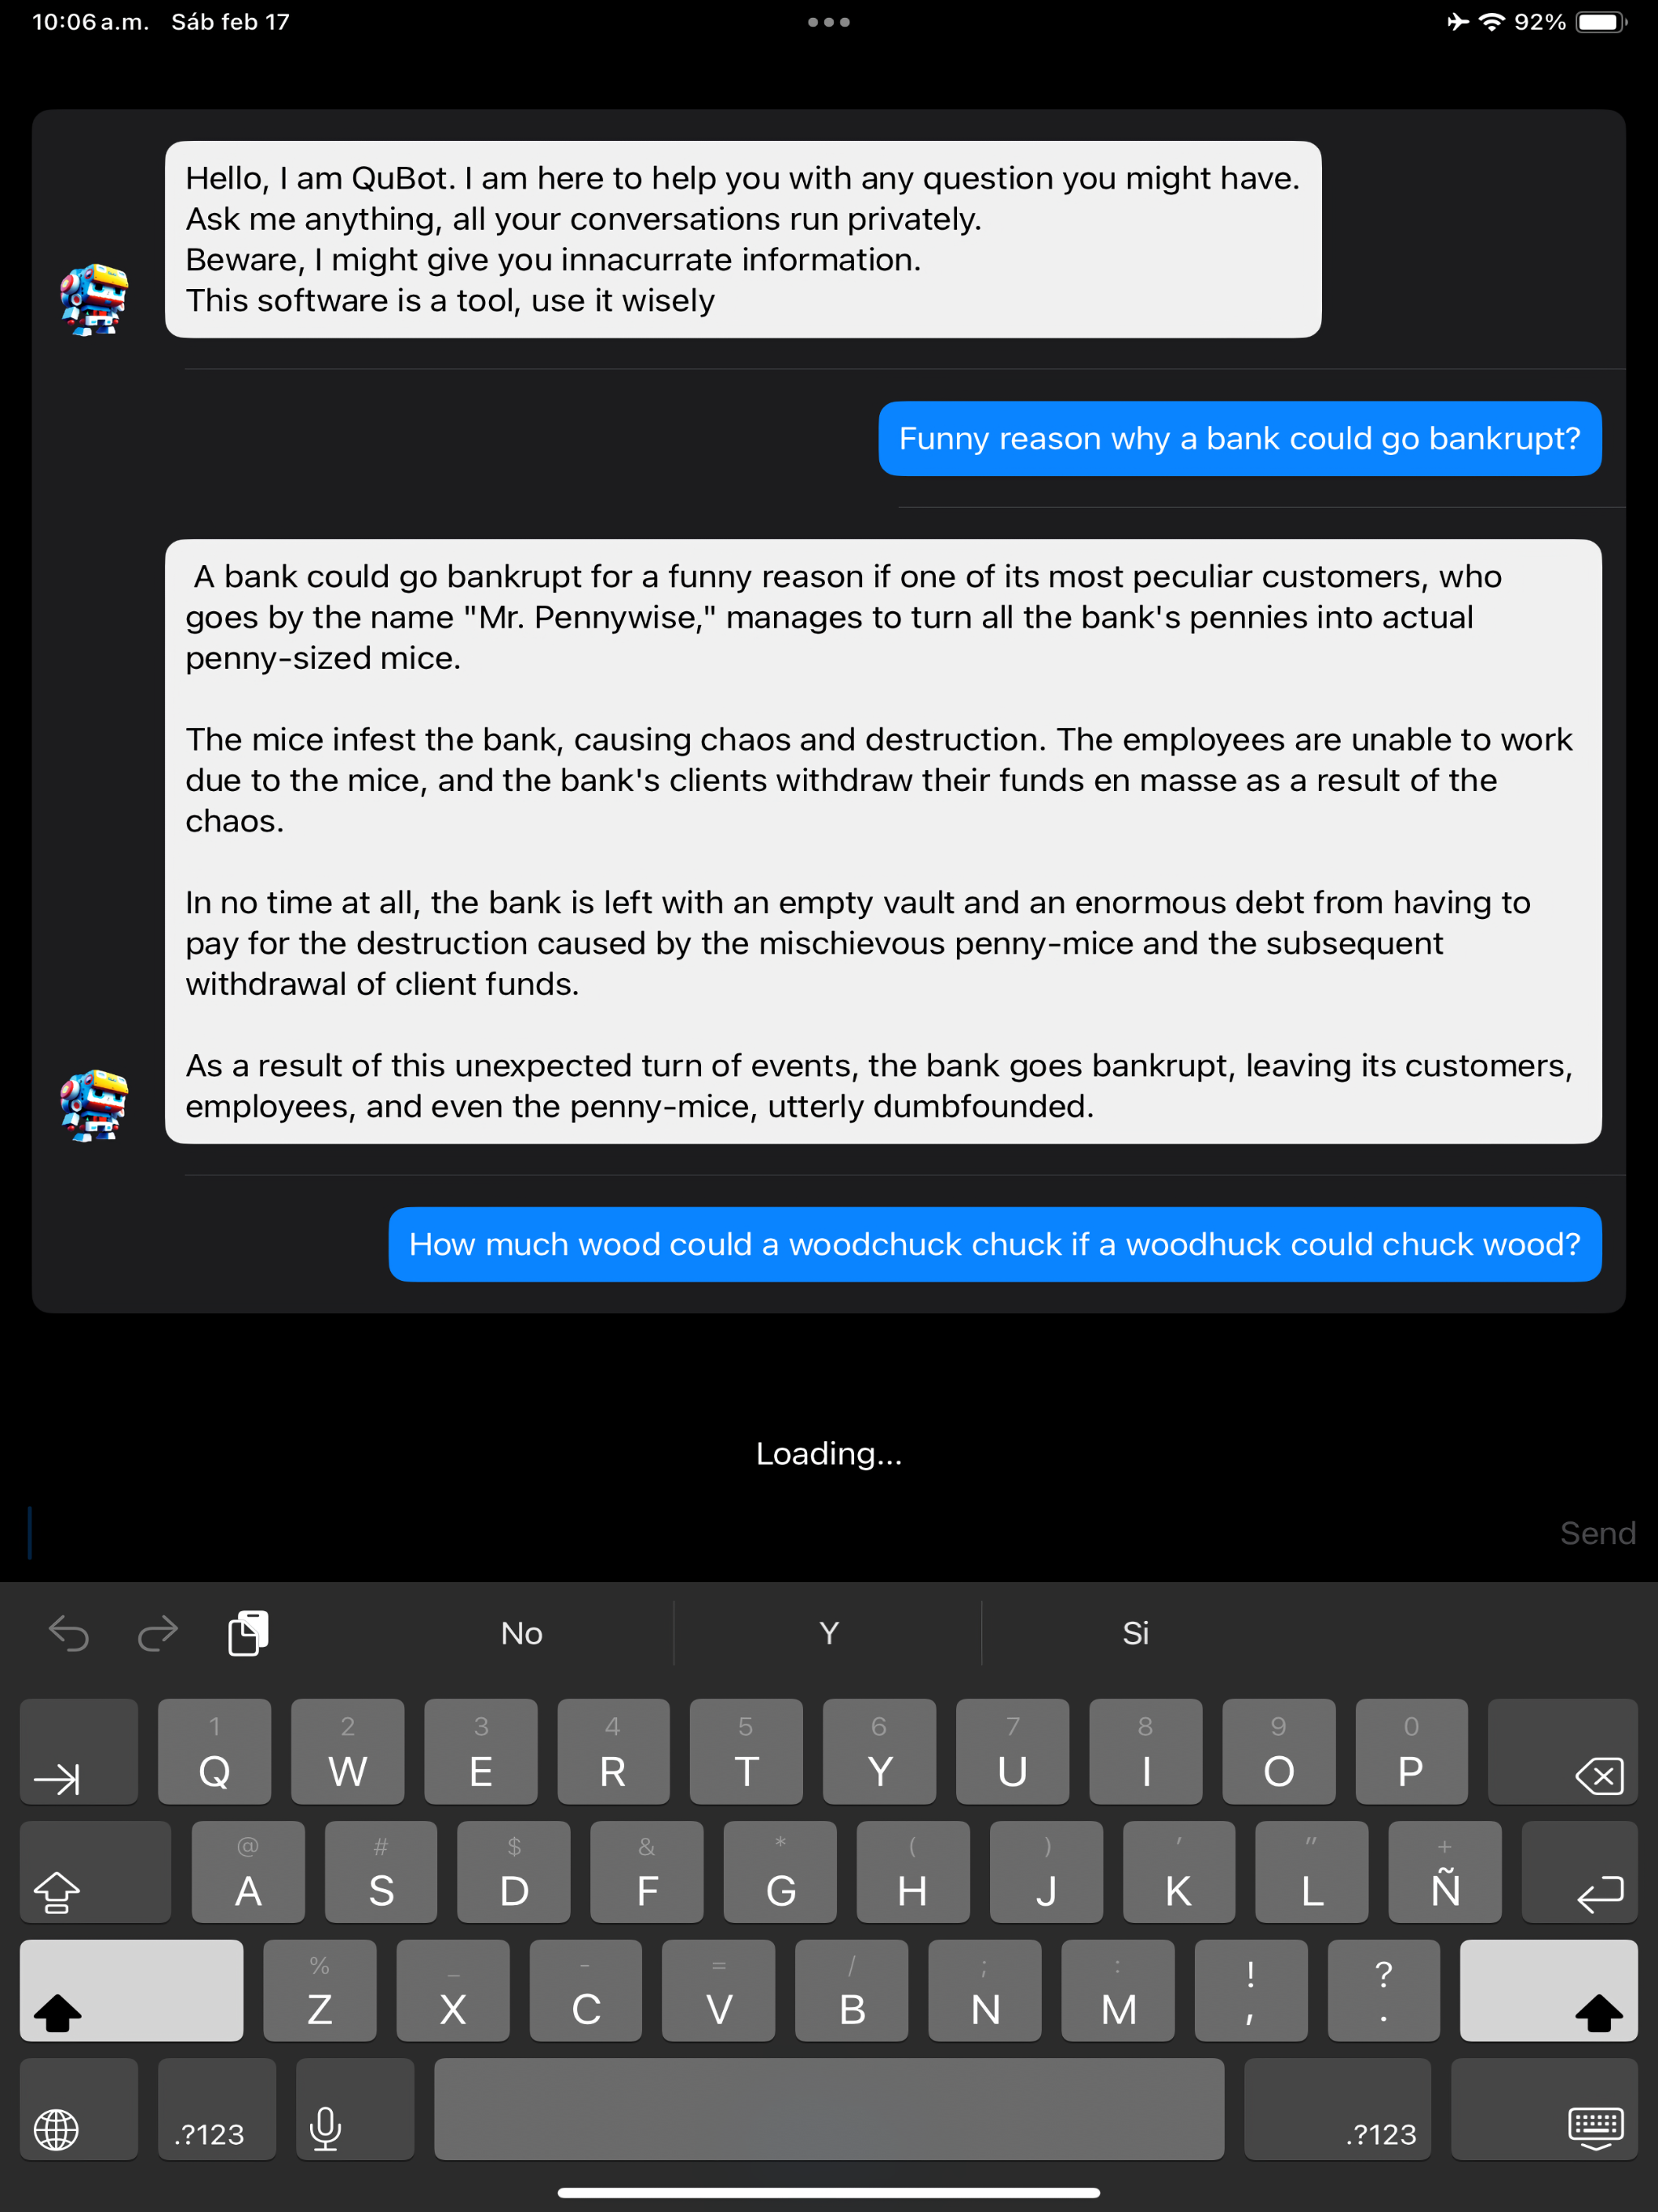 10:06 a.m. Sáb feb 17
92%
Hello, I am QuBot. I am here to help you with any question you might have.
Ask me anything, all your conversations run privately.
Beware, I might give you innacurrate information.
This software is a tool, use it wisely
Funny reason why a bank could go bankrupt?
A bank could go bankrupt for a funny reason if one of its most peculiar customers, who
goes by the name "Mr. Pennywise," manages to turn all the bank's pennies into actual
penny-sized mice.
The mice infest the bank, causing chaos and destruction. The employees are unable to work
due to the mice, and the bank's clients withdraw their funds en masse as a result of the
chaos.
In no time at all, the bank is left with an empty vault and an enormous debt from having to
pay for the destruction caused by the mischievous penny-mice and the subsequent
withdrawal of client funds.
As a result of this unexpected turn of events, the bank goes bankrupt, leaving its customers,
employees, and even the penny-mice, utterly dumbfounded.
How much wood could a woodchuck chuck if a woodhuck could chuck wood?
Loading...
Send
No Y Si
1 2 3 4 5 6 7 8 9 0
Q W E R T Y U I O P
@ # $ & * ( ) ' " +
A S D F G H J K L Ñ
% _ - = / ; : ! ?
Z X C V B N M , .
.?123 .?123